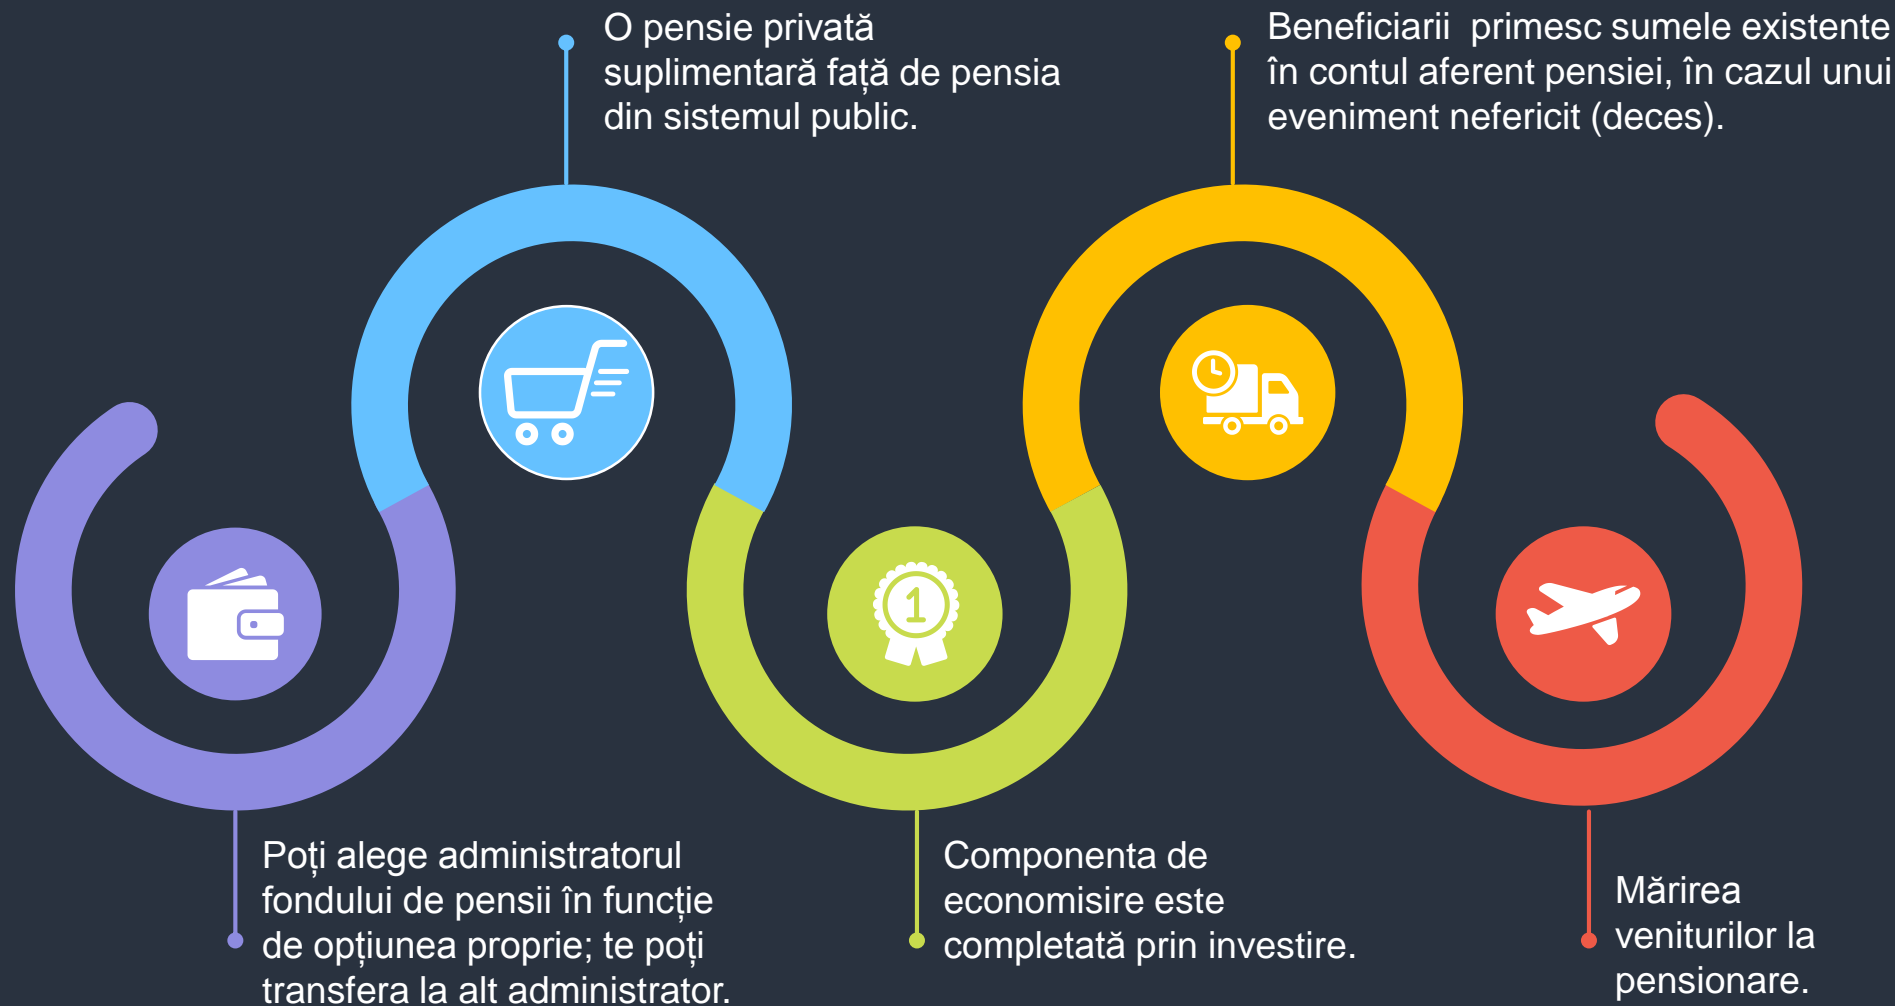 O pensie privată
suplimentară față de pensia
din sistemul public.
Beneficiarii  primesc sumele existente
în contul aferent pensiei, în cazul unui
eveniment nefericit (deces).
1
Poți alege administratorul
fondului de pensii în funcție
de opțiunea proprie; te poți
transfera la alt administrator.
Componenta de
economisire este
completată prin investire.
Mărirea
veniturilor la
pensionare.